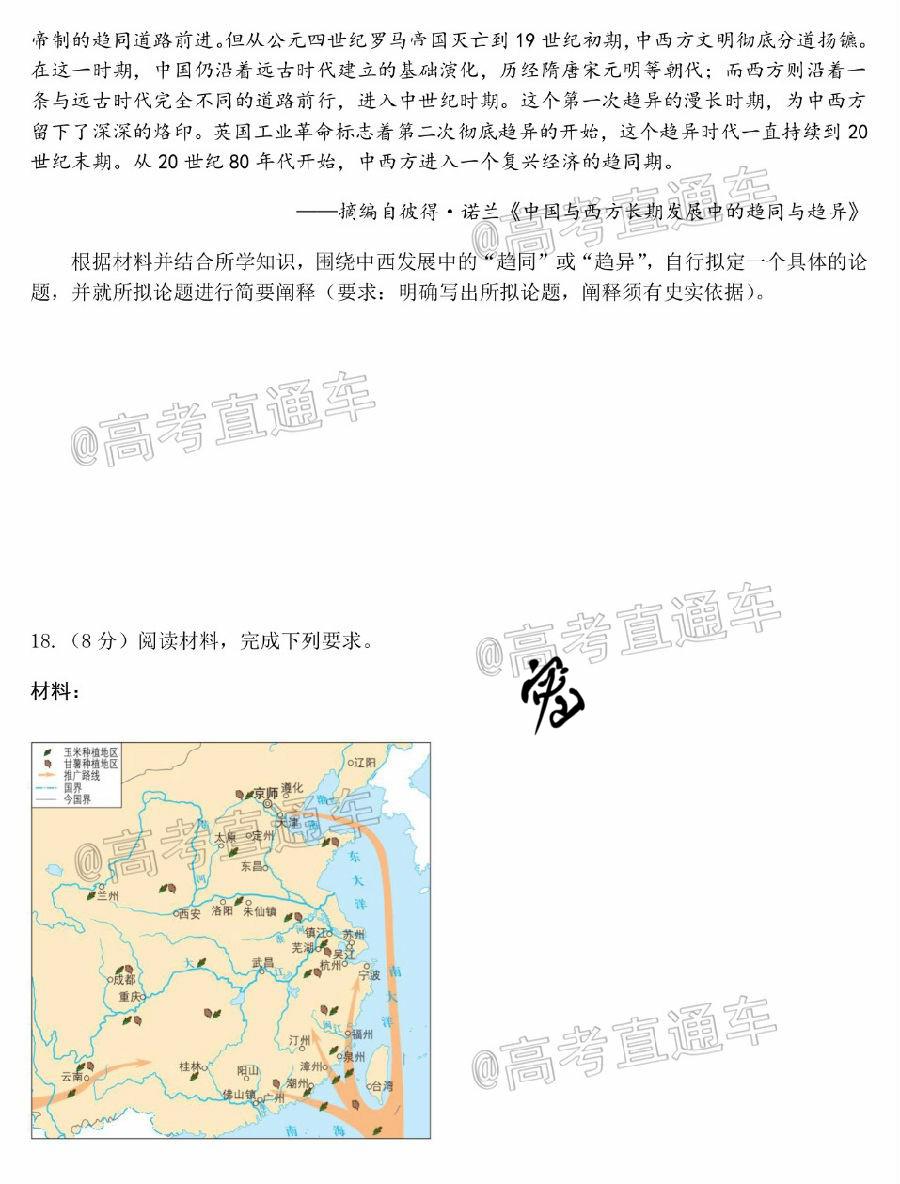 帝制的趋同道路前进。但从公元四世纪罗马帝国灭亡到 19 世纪初期，中西方文明彻底分道扬镳。
在这一时期，中国仍沿着远古时代建立的基础演化，历经隋唐宋元明等朝代；而西方则沿着一
条与远古时代完全不同的道路前行，进入中世纪时期。这个第一次趋异的漫长时期，为中西方
留下了深深的烙印。英国工业革命标志着第二次彻底趋异的开始，这个趋异时代一直持续到 20
世纪末期。从 20 世纪 80 年代开始，中西方进入一个复兴经济的趋同期。
——摘编自彼得·诺兰《中国与西方长期发展中的趋同与趋异》
@高考直通车
根据材料并结合所学知识，围绕中西发展中的“趋同”或“趋异”，自行拟定一个具体的论
题，并就所拟论题进行简要阐释（要求：明确写出所拟论题，阐释须有史实依据）。
@高考直通车
@高考直通车
18.（8 分）阅读材料，完成下列要求。
材料：
玉米种植地区
甘薯种植地区
推广路线
国界
今国界
辽阳
京师 遵化
天津
渤
海
太原 定州
东昌
黄
河
兰州
西安 洛阳 朱仙镇
东
大
洋
淮
河
镇江 苏州
芜湖 吴江
杭州
宁波
成都
重庆
大
江
武昌
南
大
洋
闽江 福州
汀州
泉州
漳州
潮州
台湾
桂林
阳山
佛山镇 广州
云南
南 海
@高考直通车
@高考直通车